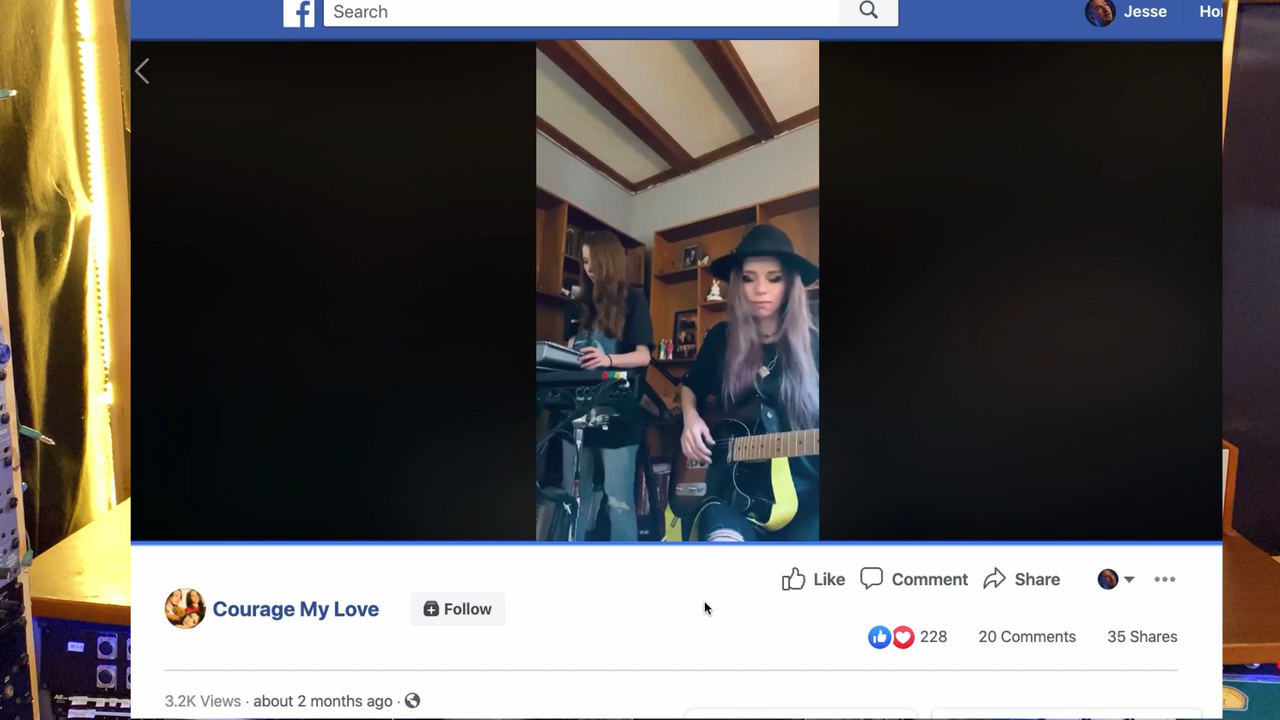 f Search Jesse Ho
Like Comment Share
Courage My Love Follow
228 20 Comments 35 Shares
3.2K Views · about 2 months ago ·